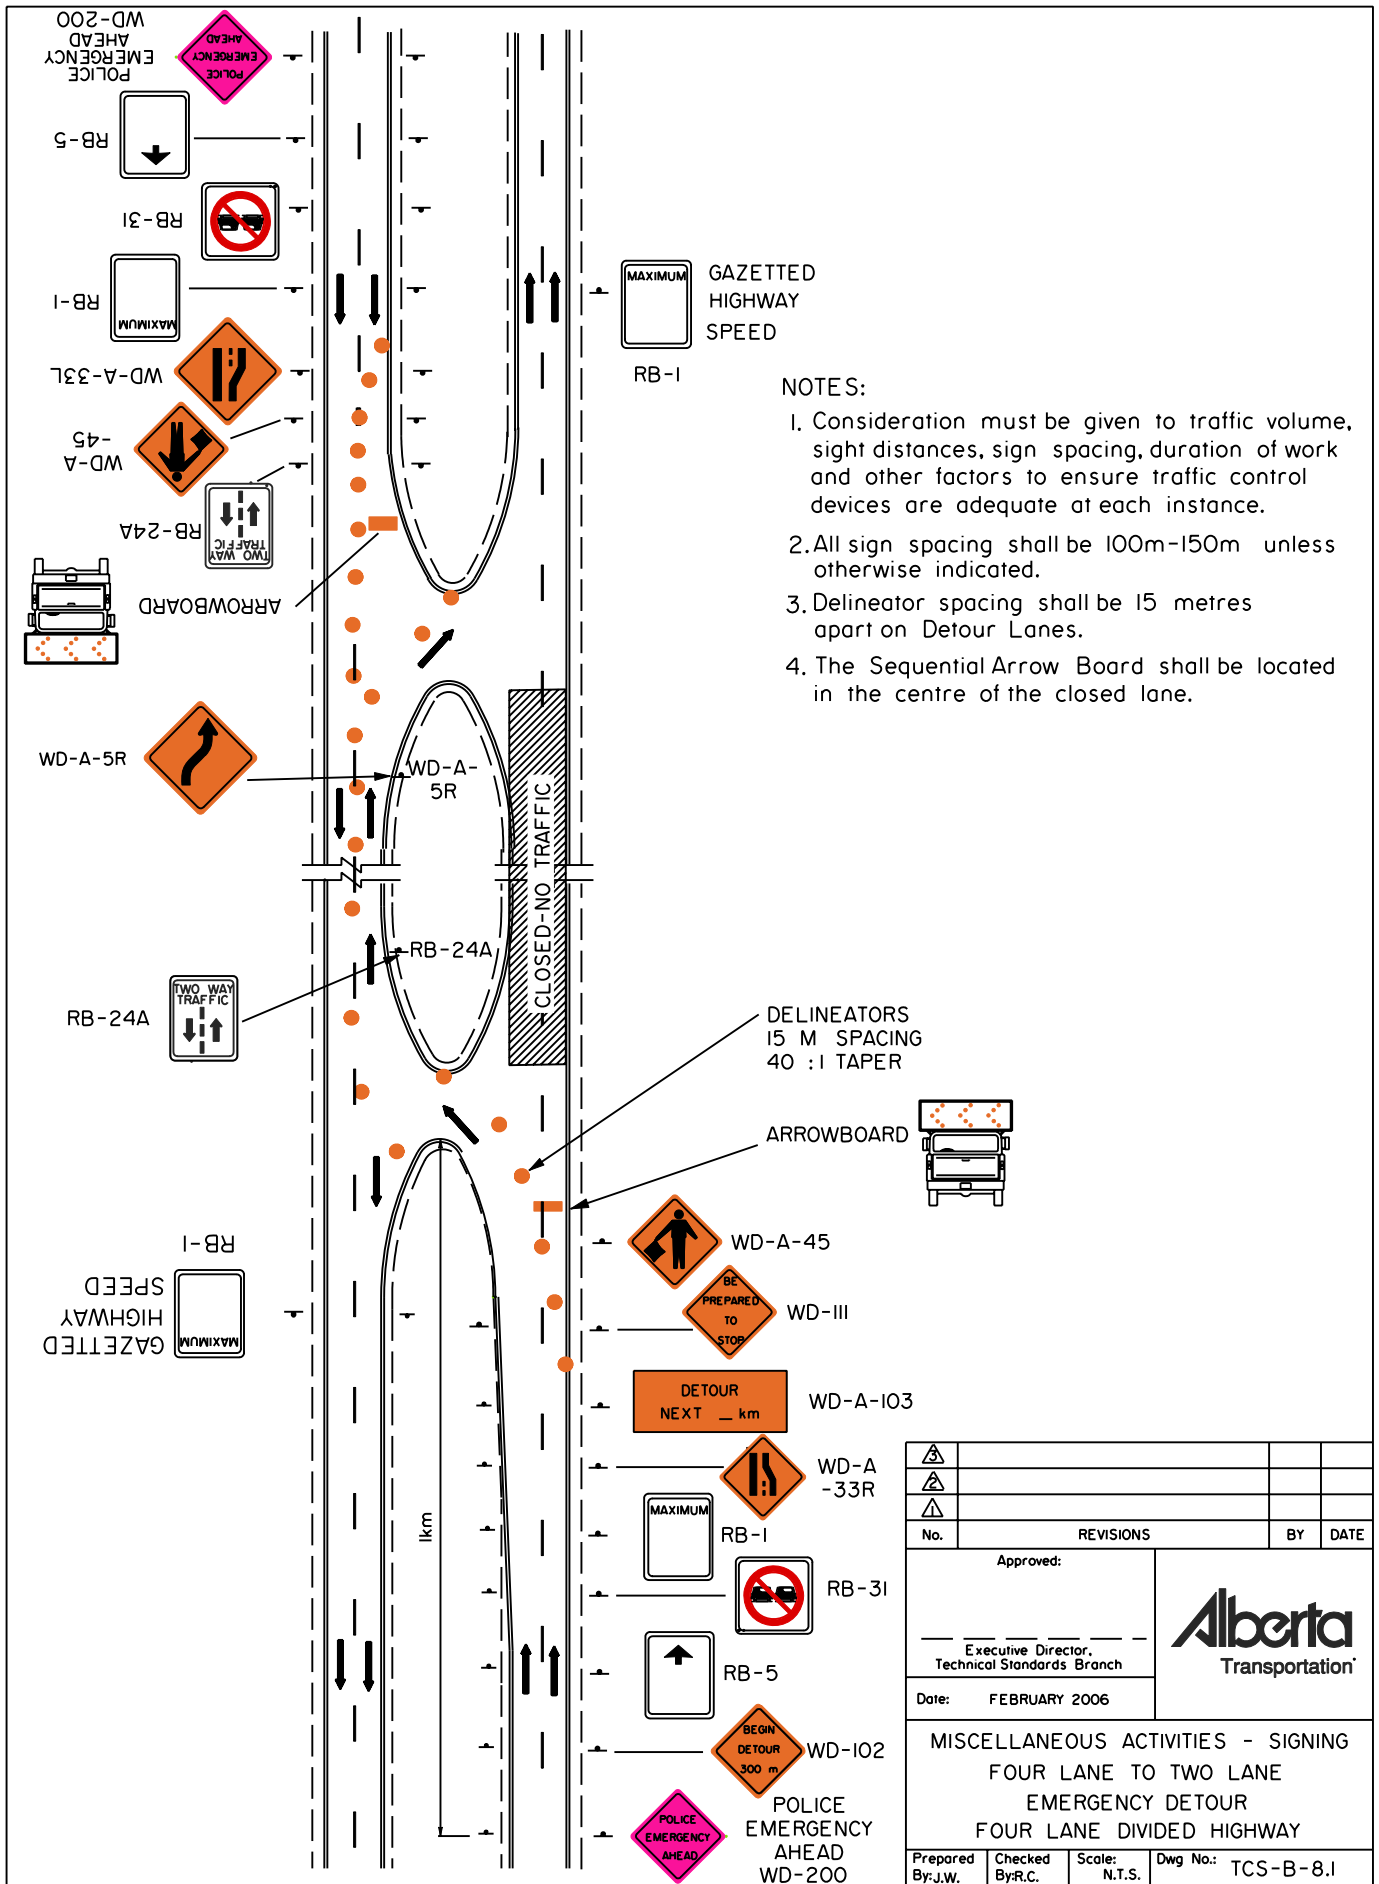 POLICE
EMERGENCY
AHEAD
WD-200
POLICE
EMERGENCY
AHEAD
RB-5
RB-31
RB-1
MAXIMUM
WD-A-33L
WD-A
-45
RB-24A
TWO WAY
TRAFFIC
ARROWBOARD
MAXIMUM
GAZETTED
HIGHWAY
SPEED
RB-1
NOTES:
1. Consideration must be given to traffic volume,
sight distances, sign spacing, duration of work
and other factors to ensure traffic control
devices are adequate at each instance.
2. All sign spacing shall be 100m-150m unless
otherwise indicated.
3. Delineator spacing shall be 15 metres
apart on Detour Lanes.
4. The Sequential Arrow Board shall be located
in the centre of the closed lane.
WD-A-5R
WD-A-
5R
CLOSED-NO TRAFFIC
RB-24A
RB-24A
TWO WAY
TRAFFIC
DELINEATORS
15 M SPACING
40 :1 TAPER
ARROWBOARD
WD-A-45
BE
PREPARED
TO
STOP
WD-111
RB-1
GAZETTED
HIGHWAY
SPEED
MAXIMUM
DETOUR
NEXT _ km
WD-A-103
WD-A
-33R
1km
MAXIMUM
RB-1
RB-31
RB-5
BEGIN
DETOUR
300 m
WD-102
POLICE
EMERGENCY
AHEAD
POLICE
EMERGENCY
AHEAD
WD-200
3
2
1
No. REVISIONS BY DATE
Approved:
Executive Director,
Technical Standards Branch
Alberta
Transportation
Date: FEBRUARY 2006
MISCELLANEOUS ACTIVITIES - SIGNING
FOUR LANE TO TWO LANE
EMERGENCY DETOUR
FOUR LANE DIVIDED HIGHWAY
Prepared By:J.W. Checked By:R.C. Scale: N.T.S. Dwg No.: TCS-B-8.1